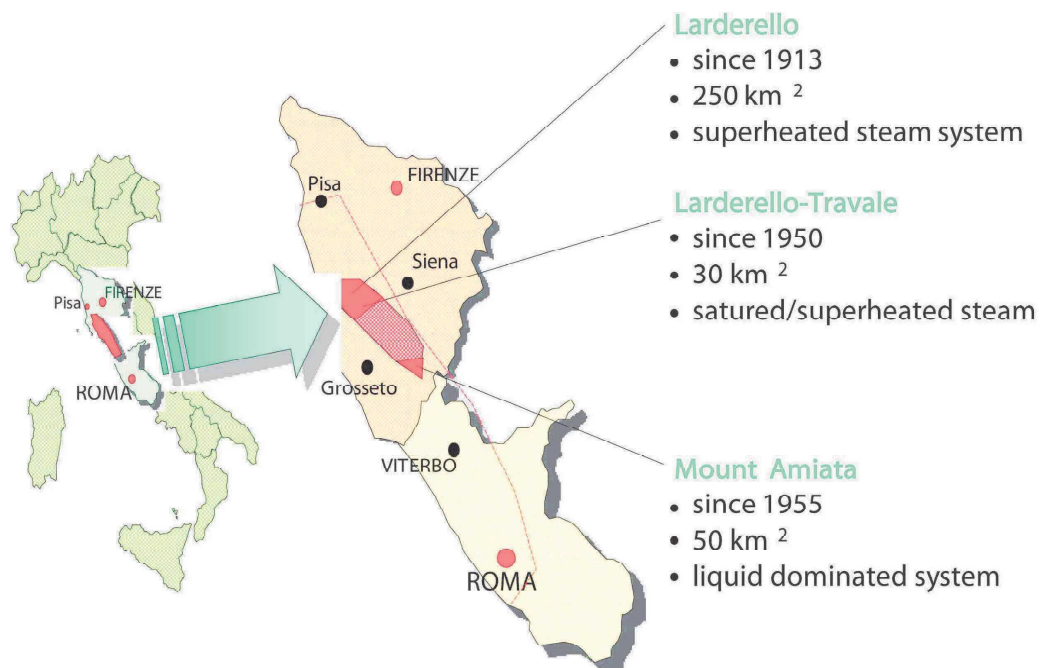 Larderello
• since 1913
• 250 km ²
• superheated steam system
Larderello-Travale
• since 1950
• 30 km ²
• satured/superheated steam
Mount Amiata
• since 1955
• 50 km ²
• liquid dominated system
Pisa
FIRENZE
Siena
Grosseto
VITERBO
ROMA
Pisa
FIRENZE
ROMA